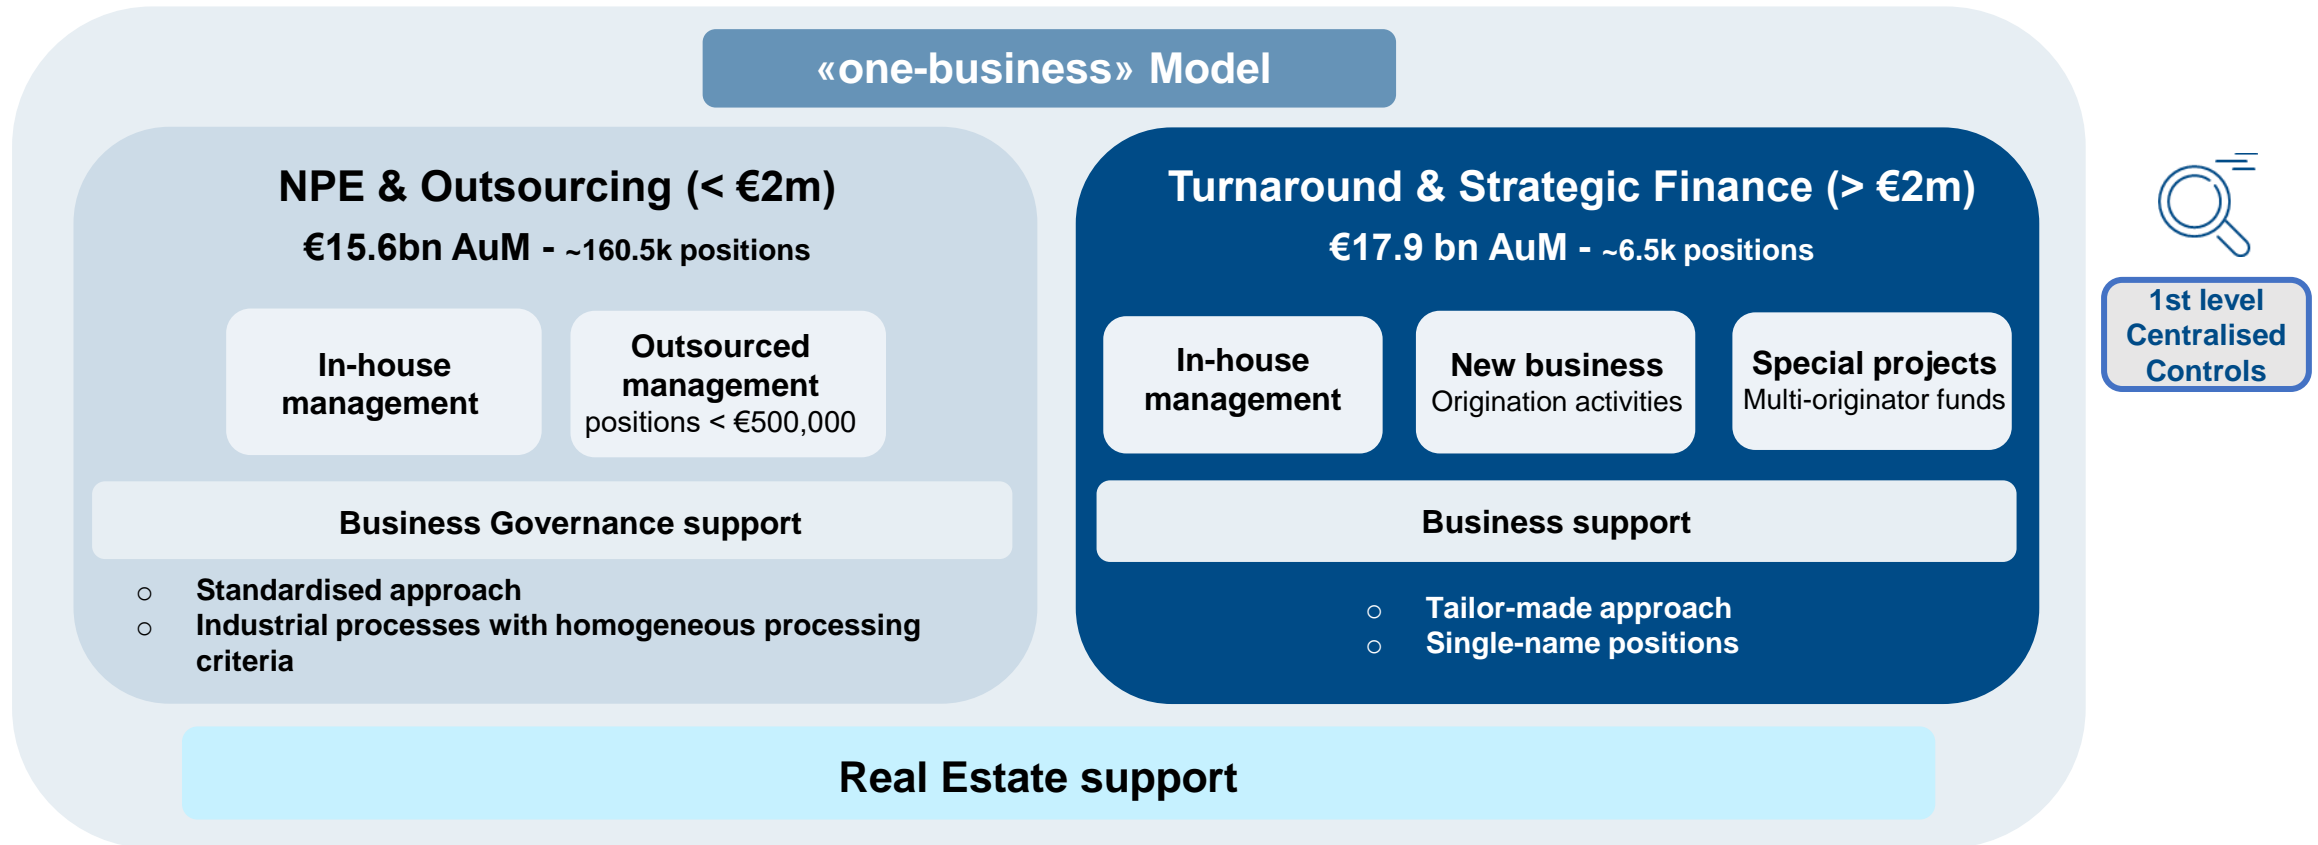 «one-business» Model
NPE & Outsourcing (< €2m)
€15.6bn AuM - ~160.5k positions
In-house
management
Outsourced
management
positions < €500,000
Business Governance support
○ Standardised approach
○ Industrial processes with homogeneous processing
criteria
Turnaround & Strategic Finance (> €2m)
€17.9 bn AuM - ~6.5k positions
In-house
management
New business
Origination activities
Special projects
Multi-originator funds
Business support
○ Tailor-made approach
○ Single-name positions
Real Estate support
1st level
Centralised
Controls